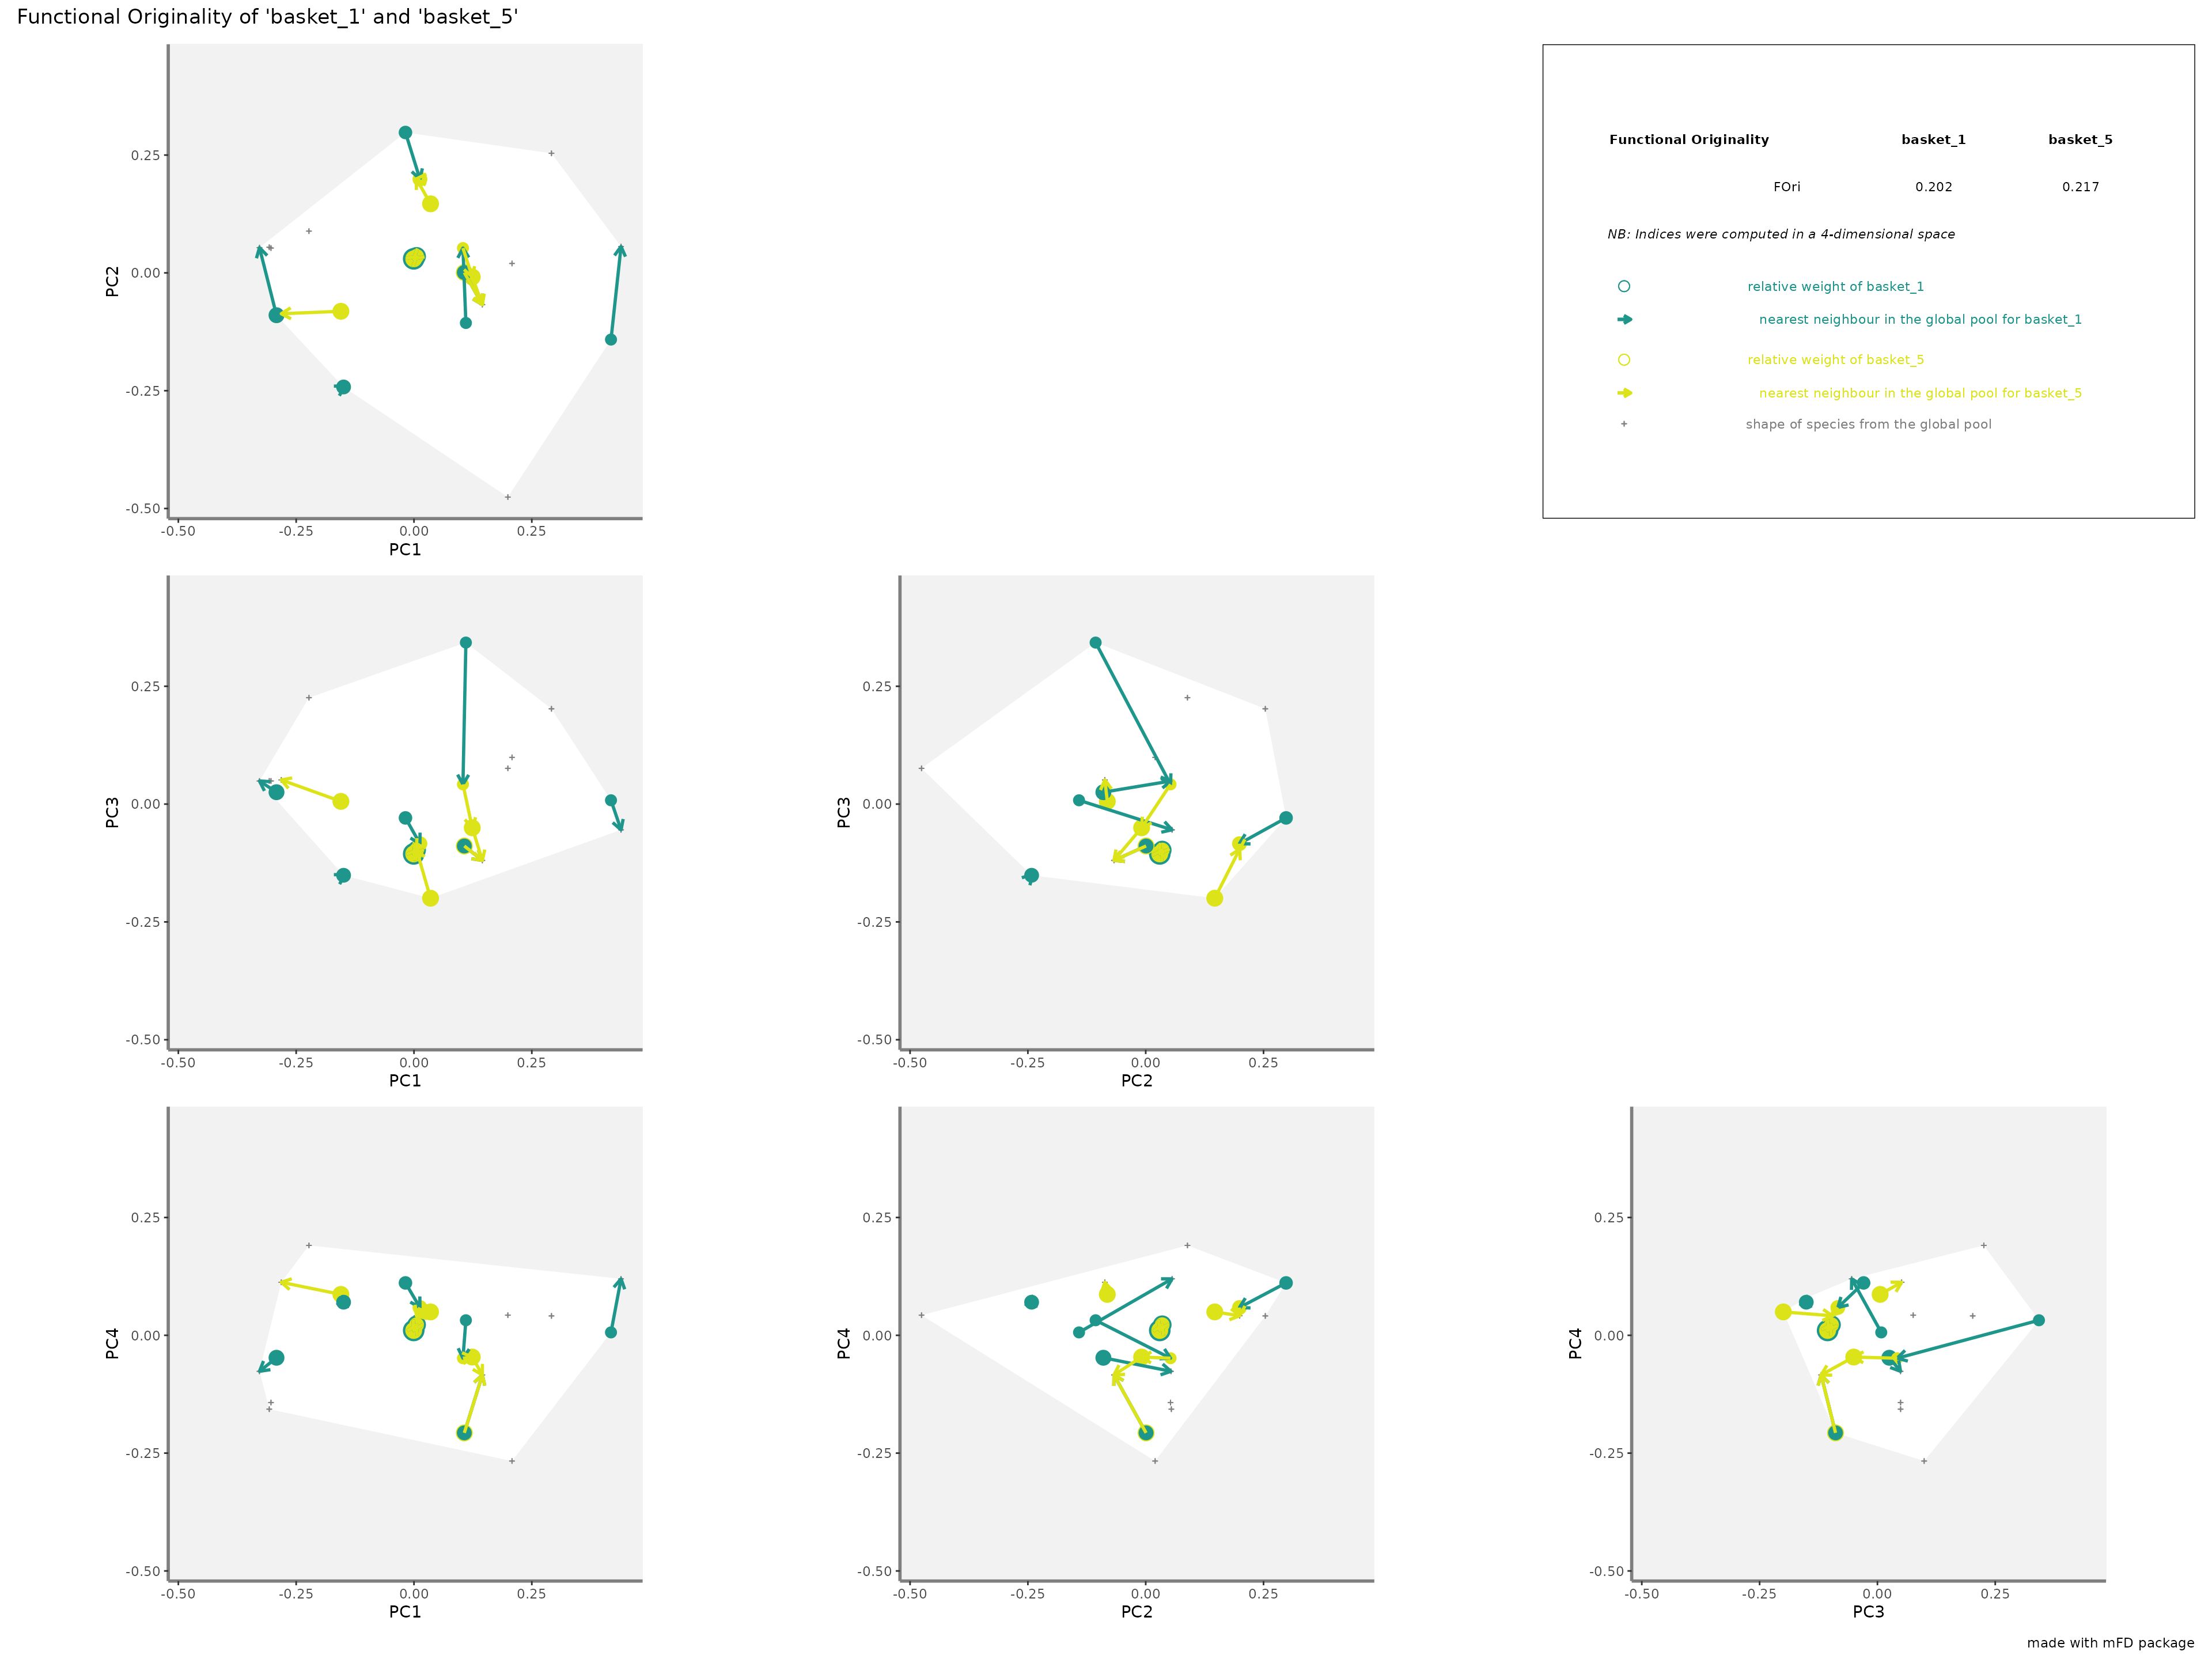 Functional Originality of 'basket_1' and 'basket_5'
0.25
0.00
-0.25
-0.50
PC2
-0.50 -0.25 0.00 0.25
PC1
Functional Originality basket_1 basket_5
FOri 0.202 0.217
NB: Indices were computed in a 4-dimensional space
relative weight of basket_1
nearest neighbour in the global pool for basket_1
relative weight of basket_5
nearest neighbour in the global pool for basket_5
shape of species from the global pool
0.25
0.00
-0.25
-0.50
PC3
-0.50 -0.25 0.00 0.25
PC1
0.25
0.00
-0.25
-0.50
PC3
-0.50 -0.25 0.00 0.25
PC2
0.25
0.00
-0.25
-0.50
PC4
-0.50 -0.25 0.00 0.25
PC1
0.25
0.00
-0.25
-0.50
PC4
-0.50 -0.25 0.00 0.25
PC2
0.25
0.00
-0.25
-0.50
PC4
-0.50 -0.25 0.00 0.25
PC3
made with mFD package